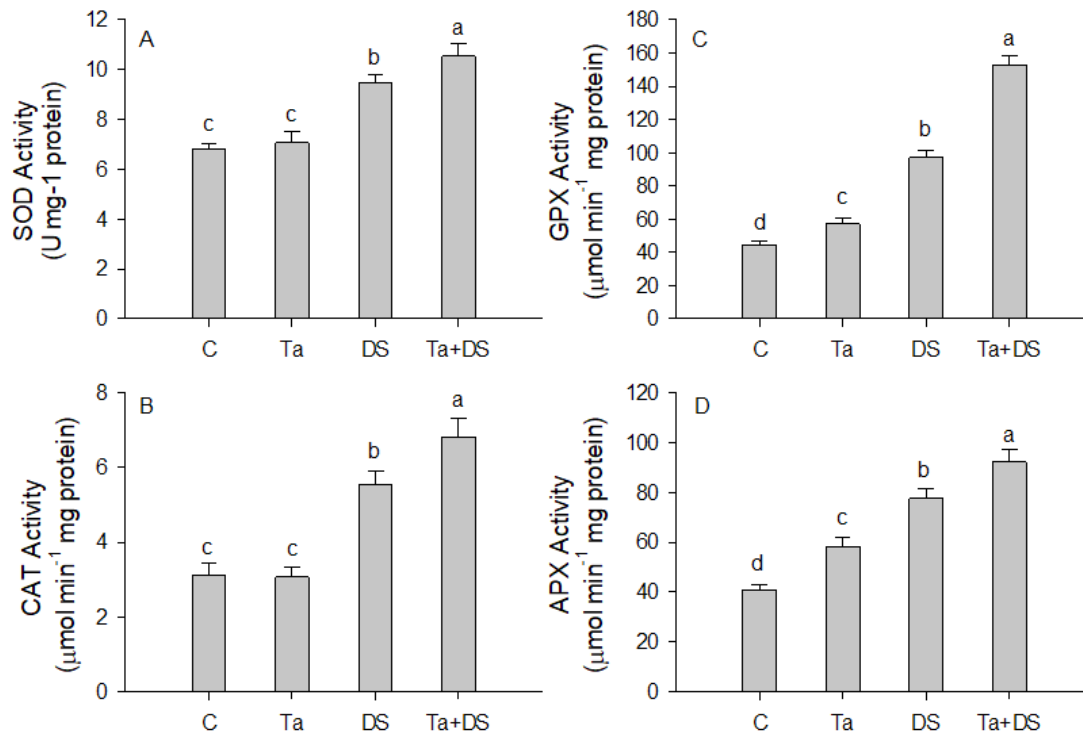 A
SOD Activity
(U mg-1 protein)
12
10
8
6
4
2
0
c
c
b
a
C
Ta
DS
Ta+DS
C
GPX Activity
(μmol min⁻¹ mg protein)
180
160
140
120
100
80
60
40
20
0
d
c
b
a
C
Ta
DS
Ta+DS
B
CAT Activity
(μmol min⁻¹ mg protein)
8
6
4
2
0
c
c
b
a
C
Ta
DS
Ta+DS
D
APX Activity
(μmol min⁻¹ mg protein)
120
100
80
60
40
20
0
d
c
b
a
C
Ta
DS
Ta+DS